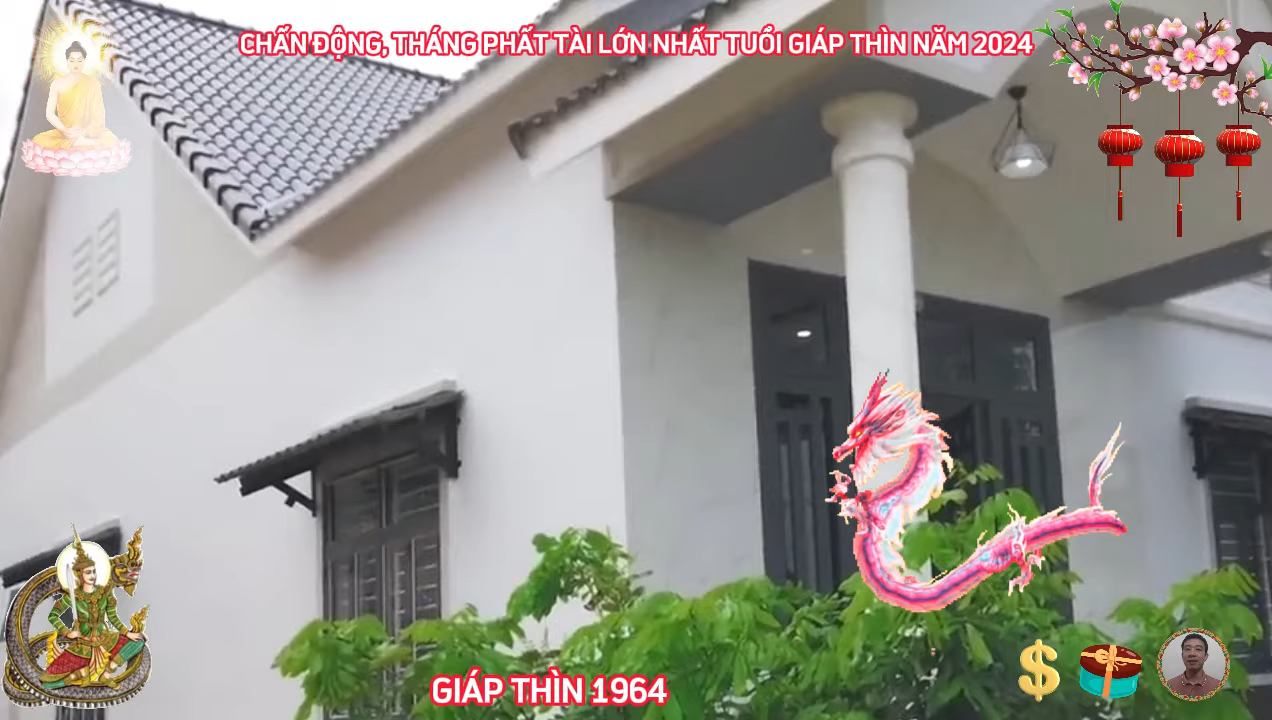 CHẤN ĐỘNG, THÁNG PHẤT TÀI LỚN NHẤT TUỔI GIÁP THÌN NĂM 2024
GIÁP THÌN 1964